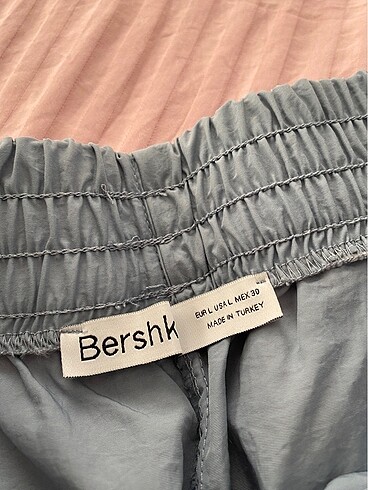 Bershk
EUR L USA L MEX 30
MADE IN TURKEY